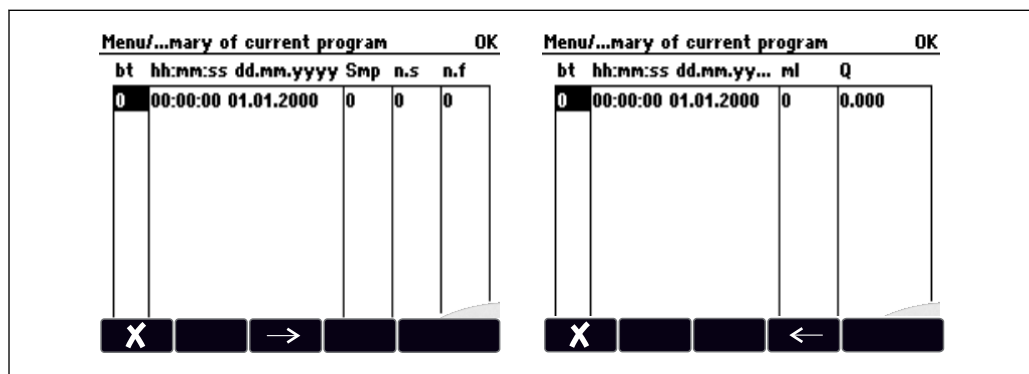 Menu/...mary of current program OK
bt hh:mm:ss dd.mm.yyyy Smp n.s n.f
0 00:00:00 01.01.2000 0 0 0
Menu/...mary of current program OK
bt hh:mm:ss dd.mm.yy... ml Q
0 00:00:00 01.01.2000 0 0.000